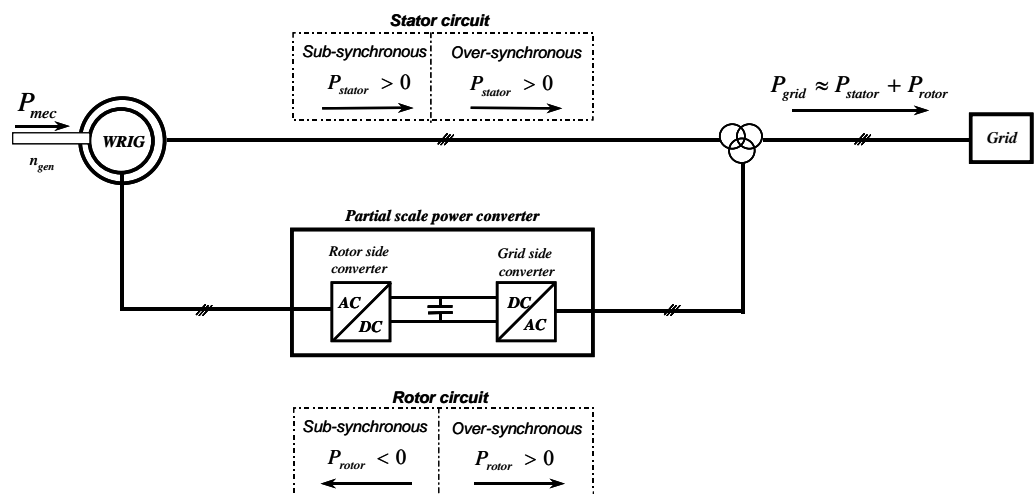 Stator circuit
Sub-synchronous Over-synchronous
P_stator > 0 P_stator > 0
P_mec
P_grid ≈ P_stator + P_rotor
WRIG
Grid
n_gen
Partial scale power converter
Rotor side
converter
Grid side
converter
AC
DC
DC
AC
Rotor circuit
Sub-synchronous Over-synchronous
P_rotor < 0 P_rotor > 0